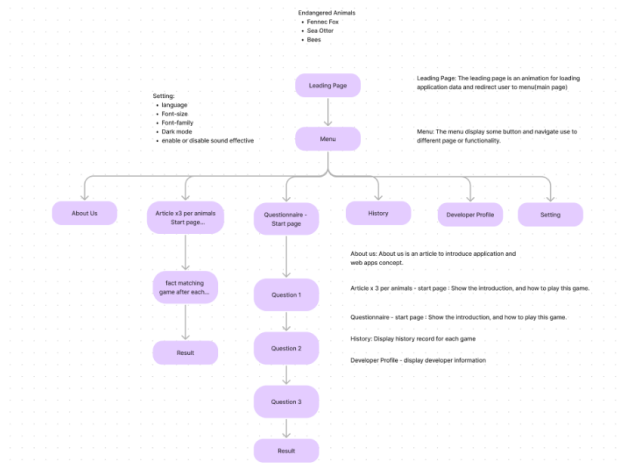 Endangered Animals
• Fennec Fox
• Sea Otter
• Bees
Leading Page
Leading Page: The leading page is an animation for loading
application data and redirect user to menu(main page)
Setting:
• language
• Font-size
• Font-family
• Dark mode
• enable or disable sound effective
Menu
Menu: The menu display some button and navigate use to
different page or functionality.
About Us
Article x3 per animals
Start page...
Questionnaire -
Start page
History
Developer Profile
Setting
About us: About us is an article to introduce application and
web apps concept.
fact matching
game after each...
Question 1
Article x 3 per animals - start page : Show the introduction, and how to play this game.
Questionnaire - start page : Show the introduction, and how to play this game.
History: Display history record for each game
Result
Question 2
Developer Profile - display developer information
Question 3
Result